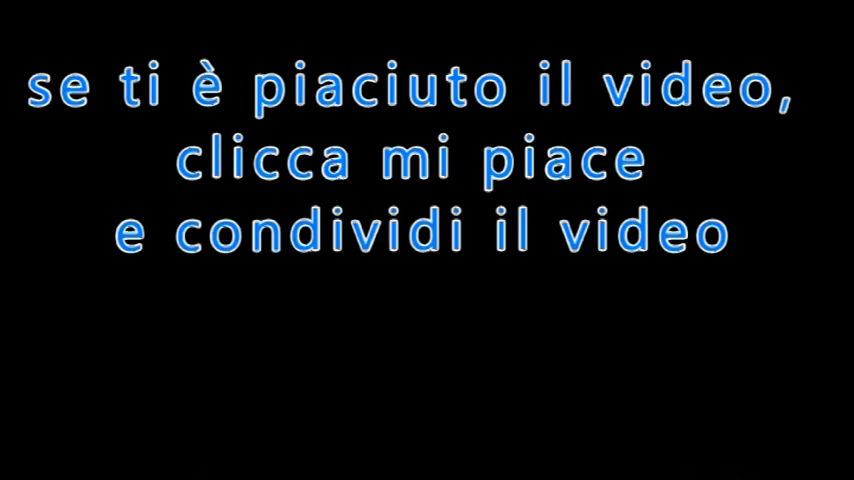 se ti è piaciuto il video,
clicca mi piace
e condividi il video